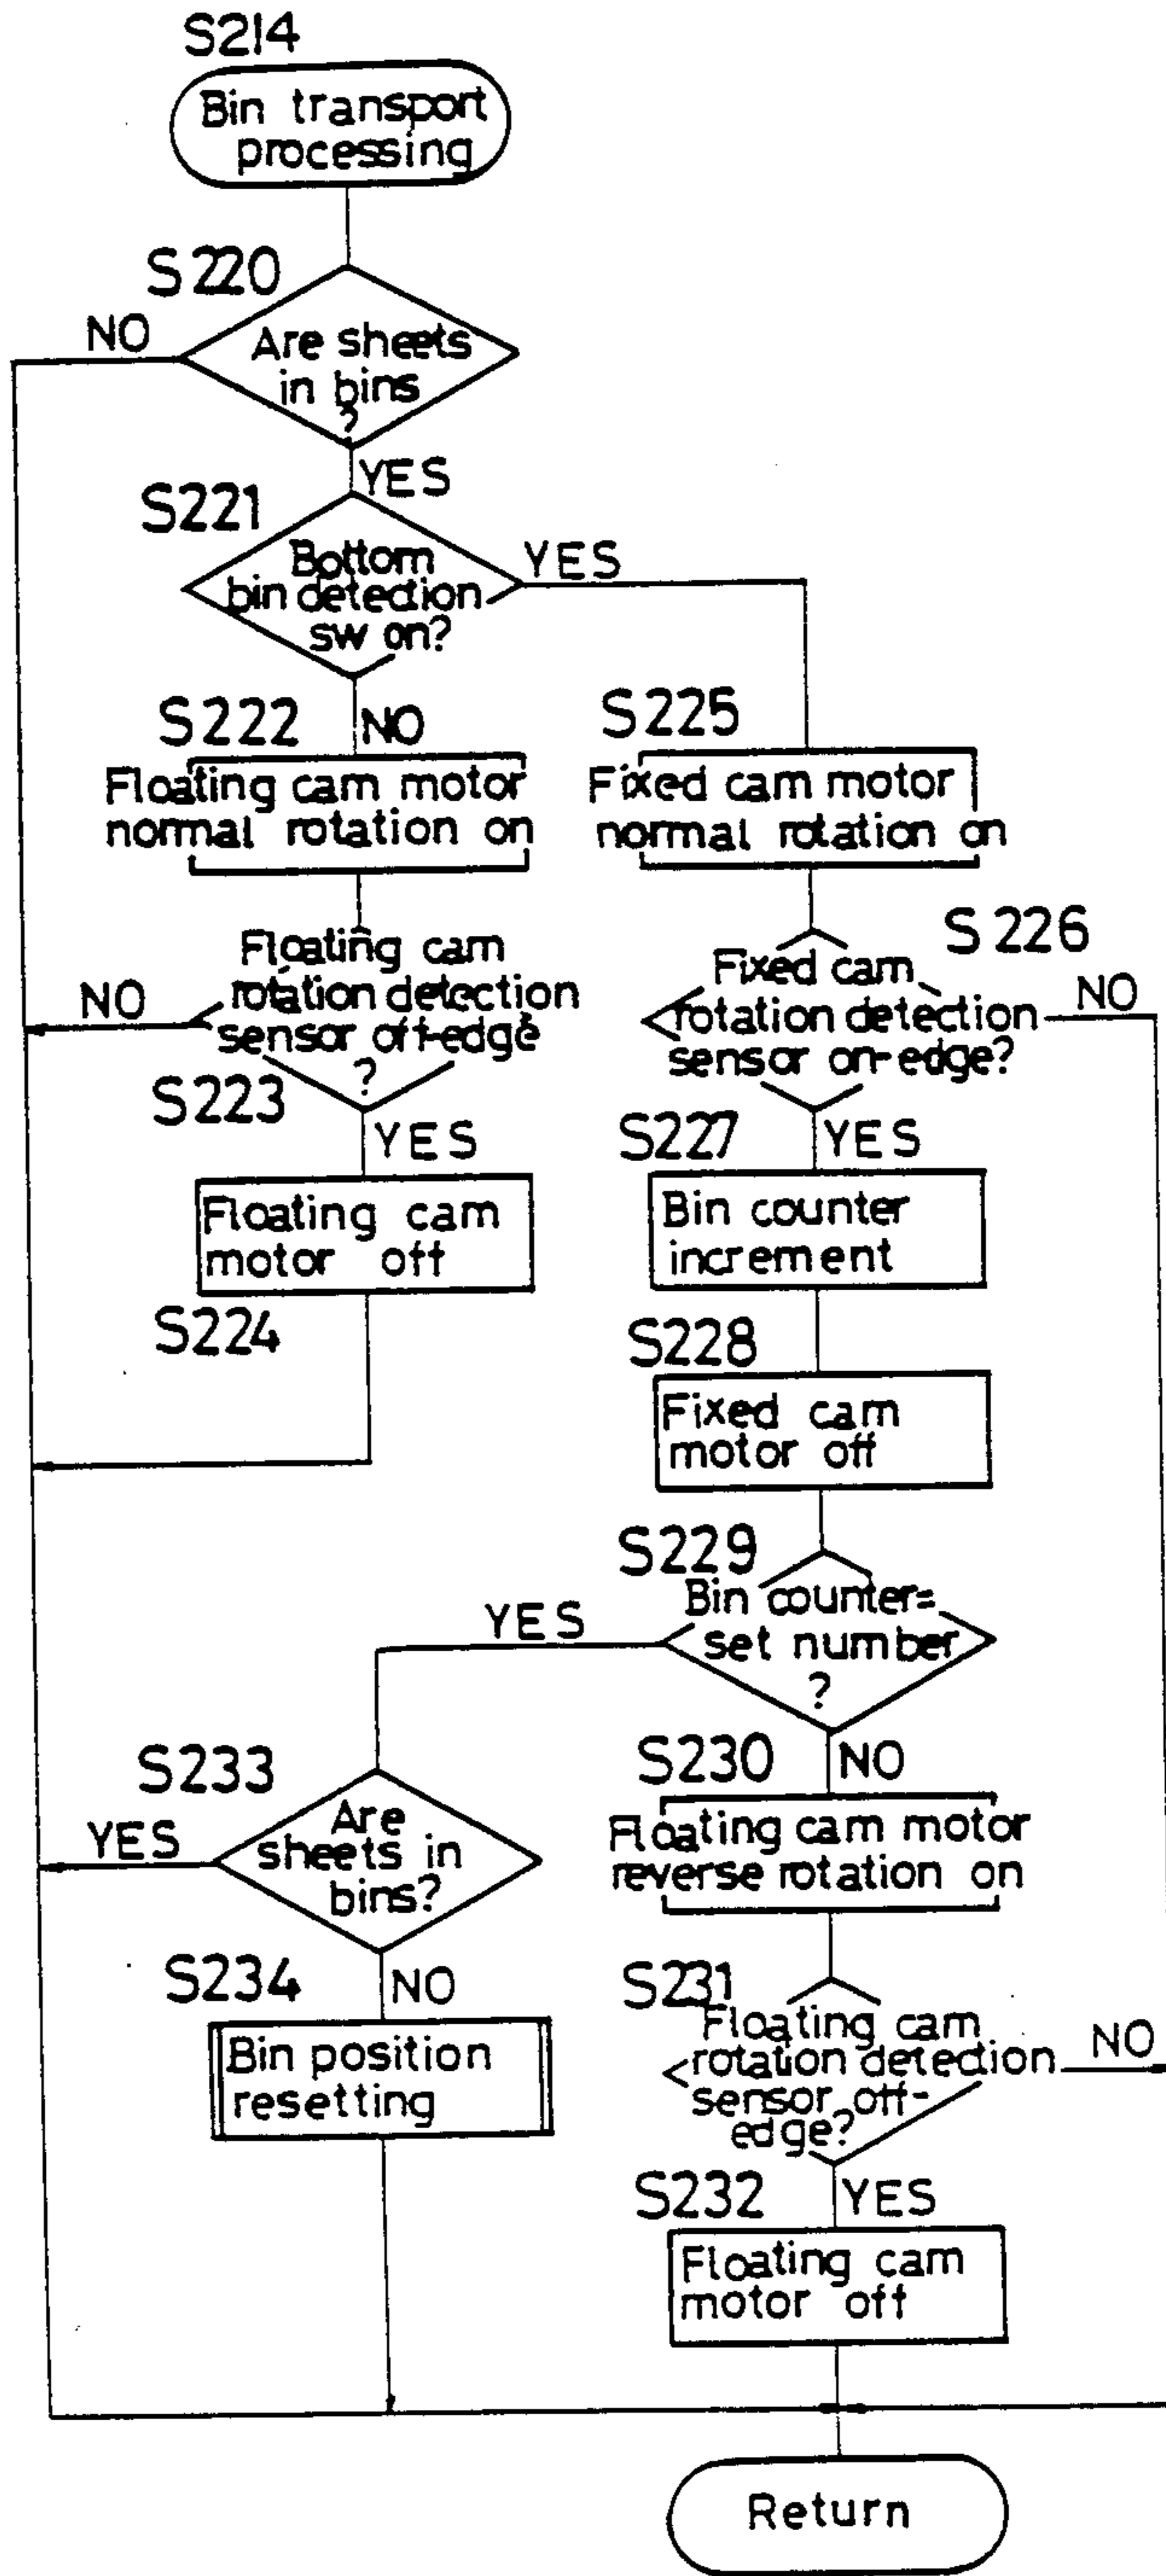 S214
Bin transport
processing
S220
NO
Are sheets
in bins
?
YES
S221
Bottom
bin detection
sw on?
YES
S222
NO
Floating cam motor
normal rotation on
S225
Fixed cam motor
normal rotation on
Floating cam
rotation detection
sensor off-edge
?
NO
S223
YES
S226
Fixed cam
rotation detection
sensor on-edge?
NO
S227
YES
Floating cam
motor off
S224
Bin counter
increment
S228
Fixed cam
motor off
S229
Bin counter=
set number
?
YES
S230
NO
S233
Are
sheets in
bins?
YES
Floating cam motor
reverse rotation on
S234
NO
Bin position
resetting
S231
Floating cam
rotation detection
sensor off-
edge?
NO
S232
YES
Floating cam
motor off
Return